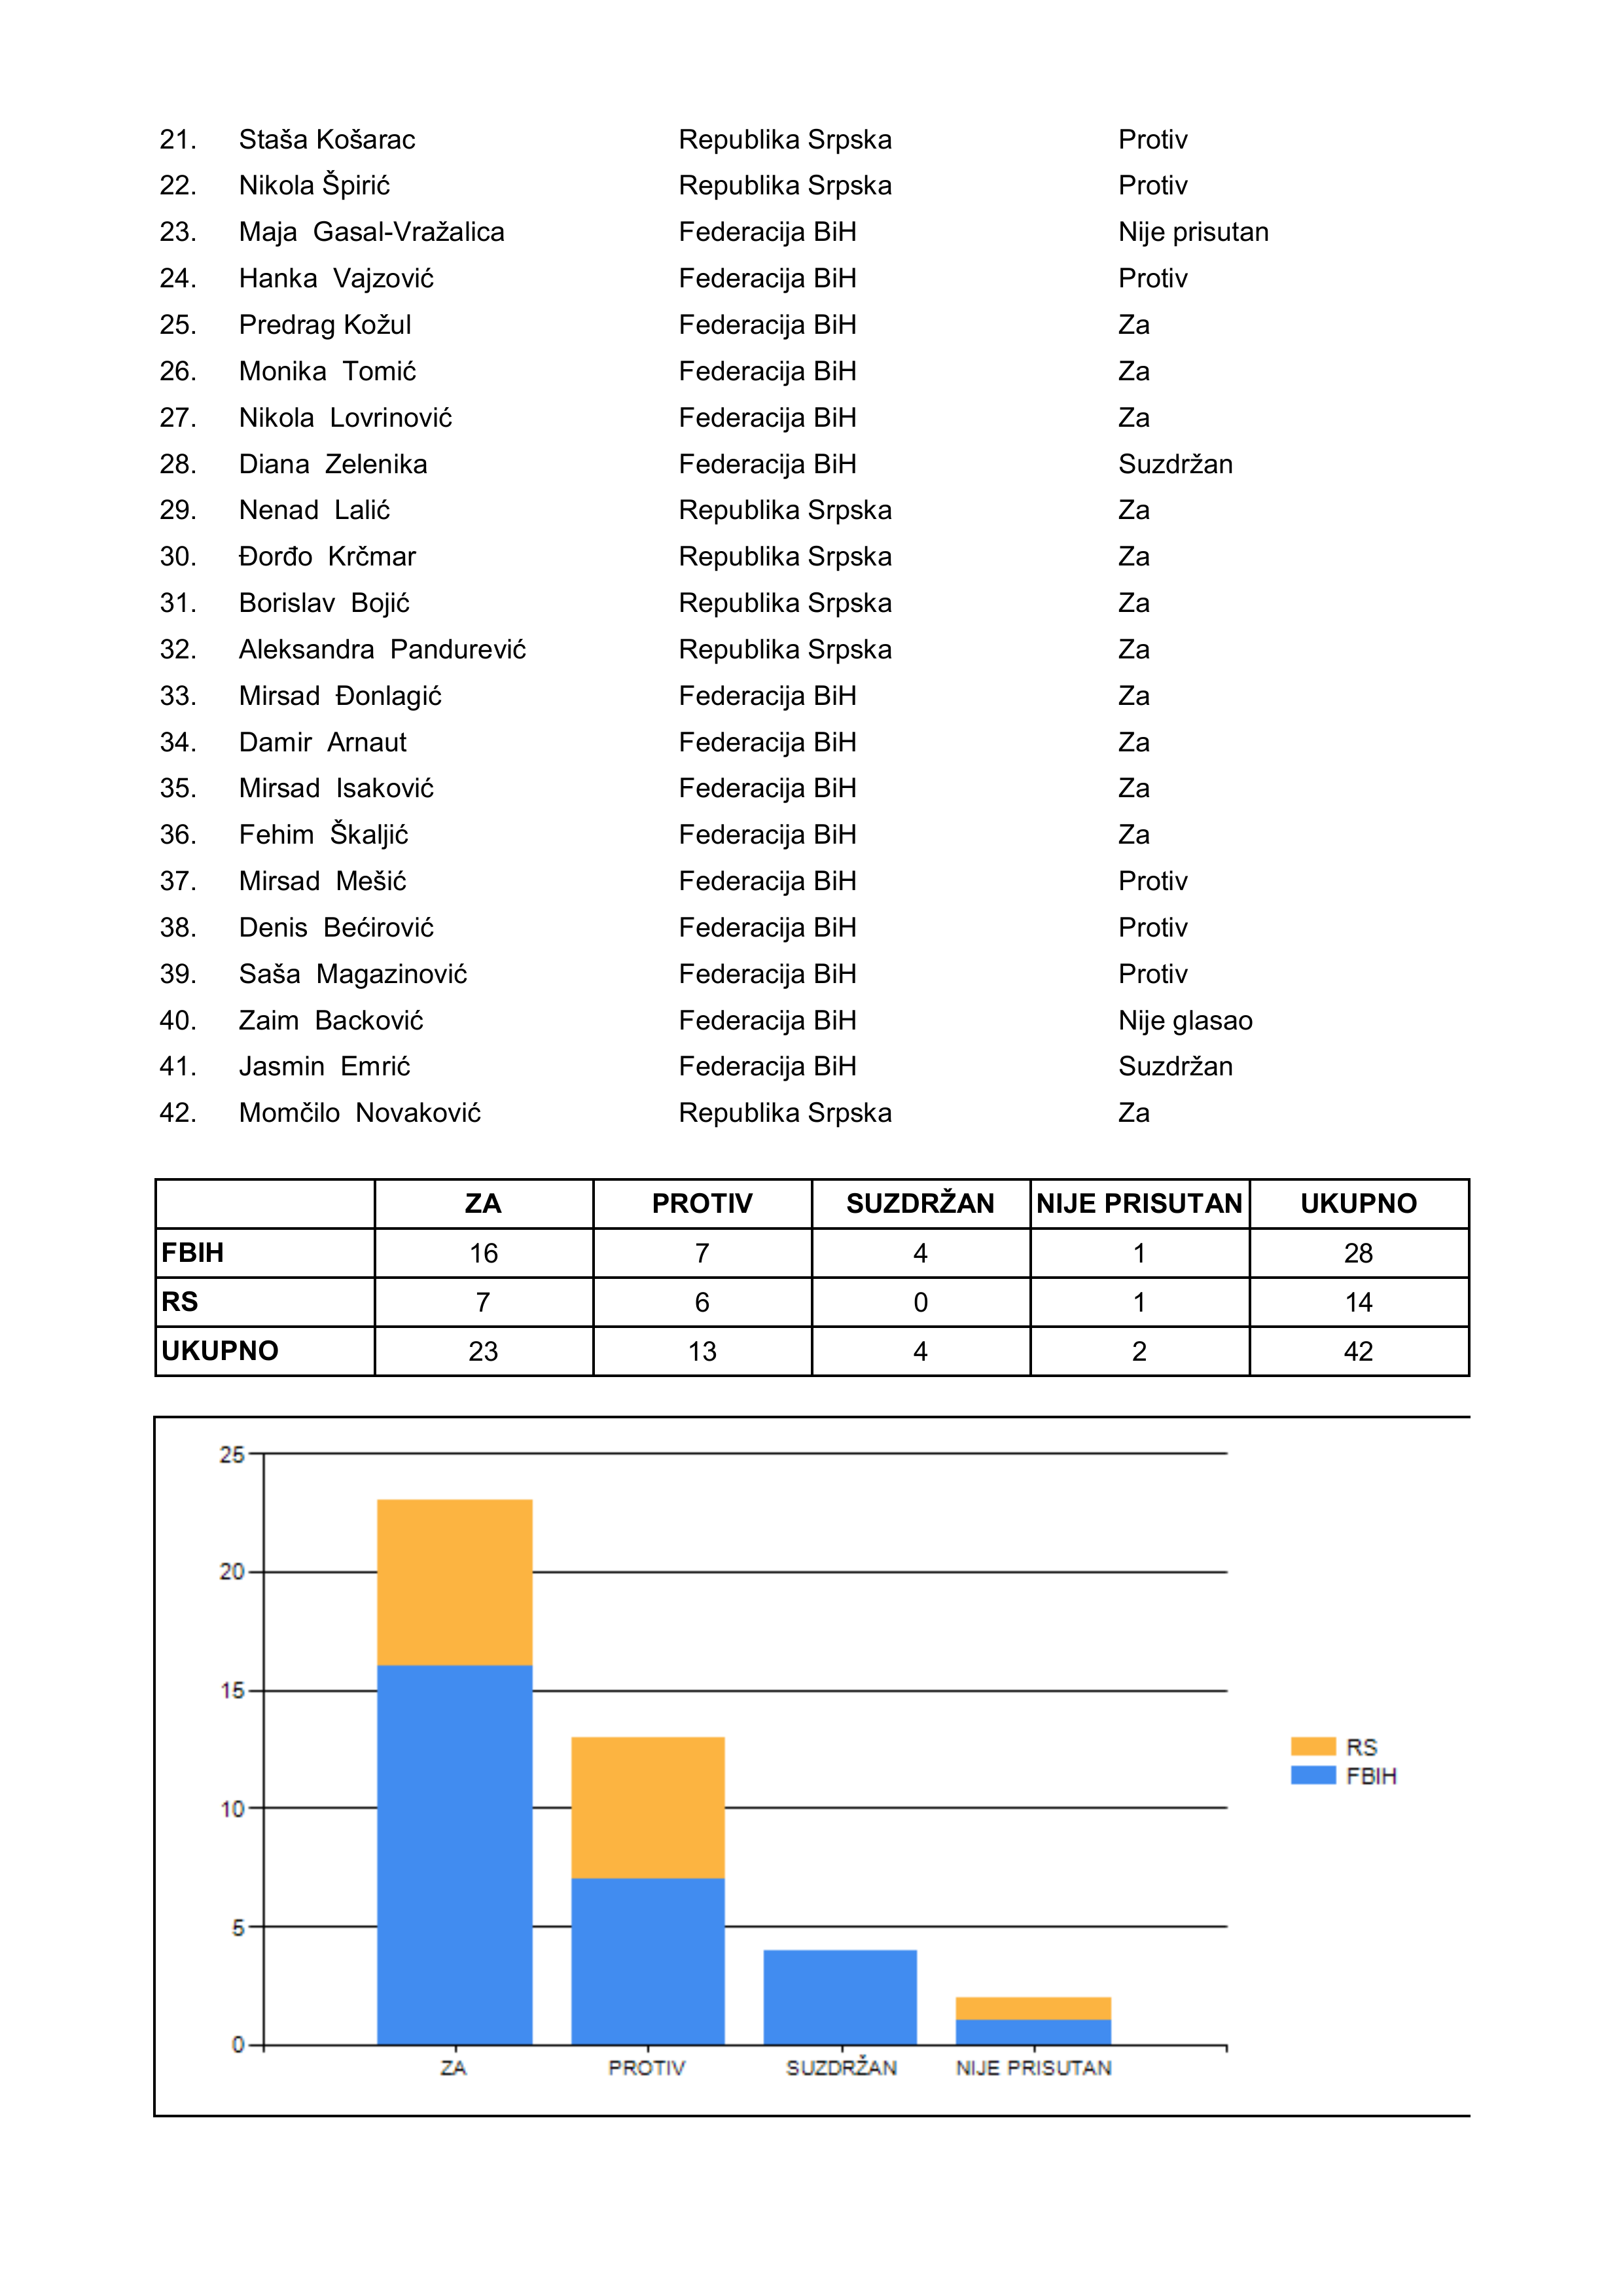 21. Staša Košarac Republika Srpska Protiv
22. Nikola Špirić Republika Srpska Protiv
23. Maja Gasal-Vražalica Federacija BiH Nije prisutan
24. Hanka Vajzović Federacija BiH Protiv
25. Predrag Kožul Federacija BiH Za
26. Monika Tomić Federacija BiH Za
27. Nikola Lovrinović Federacija BiH Za
28. Diana Zelenika Federacija BiH Suzdržan
29. Nenad Lalić Republika Srpska Za
30. Đorđo Krčmar Republika Srpska Za
31. Borislav Bojić Republika Srpska Za
32. Aleksandra Pandurević Republika Srpska Za
33. Mirsad Đonlagić Federacija BiH Za
34. Damir Arnaut Federacija BiH Za
35. Mirsad Isaković Federacija BiH Za
36. Fehim Škaljić Federacija BiH Za
37. Mirsad Mešić Federacija BiH Protiv
38. Denis Bećirović Federacija BiH Protiv
39. Saša Magazinović Federacija BiH Protiv
40. Zaim Backović Federacija BiH Nije glasao
41. Jasmin Emrić Federacija BiH Suzdržan
42. Momčilo Novaković Republika Srpska Za
ZA PROTIV SUZDRŽAN NIJE PRISUTAN UKUPNO
FBIH 16 7 4 1 28
RS 7 6 0 1 14
UKUPNO 23 13 4 2 42
25
20
15
10
5
0
ZA PROTIV SUZDRŽAN NIJE PRISUTAN
RS
FBIH